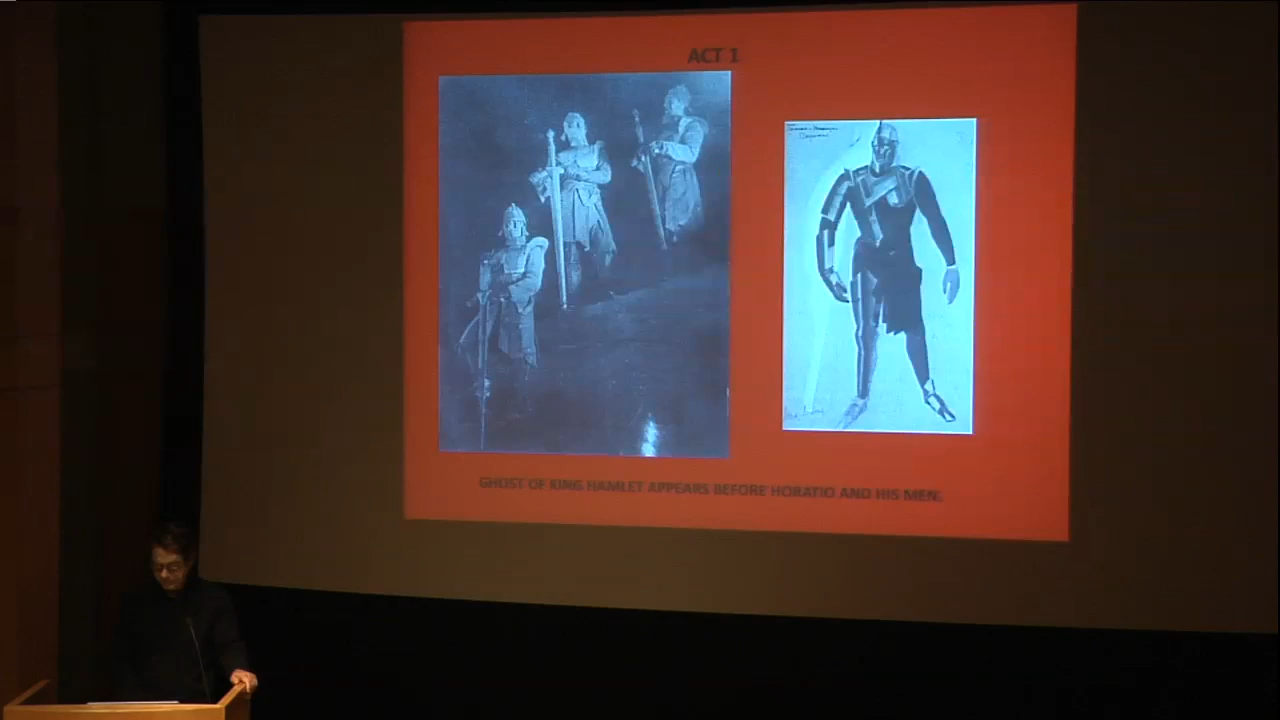 ACT 1
GHOST OF KING HAMLET APPEARS BEFORE HORATIO AND HIS MEN.